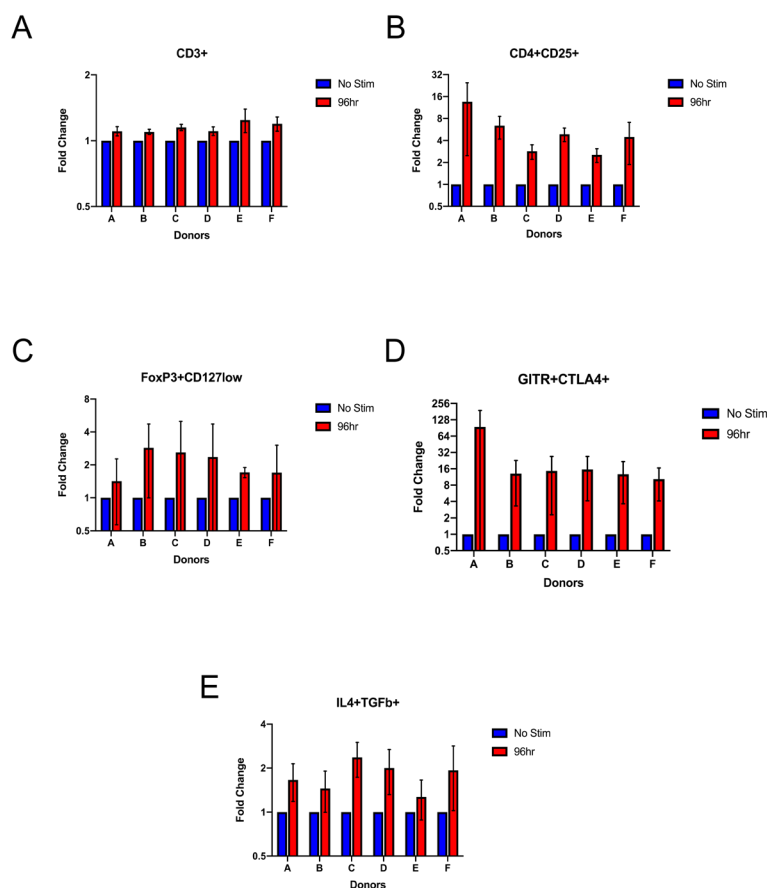 A
CD3+
Fold Change
2
1
0.5
A B C D E F
Donors
No Stim
96hr
B
CD4+CD25+
Fold Change
32
16
8
4
2
1
0.5
A B C D E F
Donors
No Stim
96hr
C
FoxP3+CD127low
Fold Change
8
4
2
1
0.5
A B C D E F
Donors
No Stim
96hr
D
GITR+CTLA4+
Fold Change
256
128
64
32
16
8
4
2
1
0.5
A B C D E F
Donors
No Stim
96hr
E
IL4+TGFb+
Fold Change
4
2
1
0.5
A B C D E F
Donors
No Stim
96hr